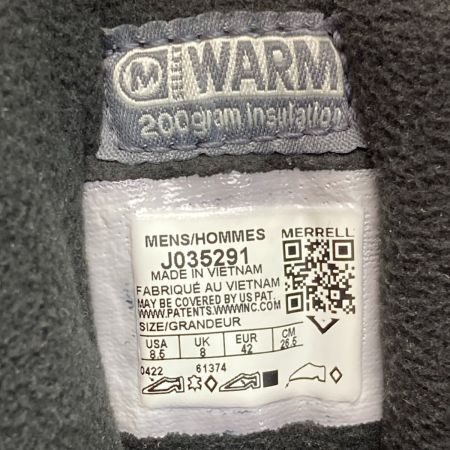 M SELECT WARM
200gram insulation
MENS/HOMMES
MERRELL
J035291
MADE IN VIETNAM
FABRIQUÉ AU VIETNAM
MAY BE COVERED BY US PAT.
WWW.PATENTS.WWWINC.COM
SIZE/GRANDEUR
USA UK EUR CM
8.5 8 42 26.5
0422 61374